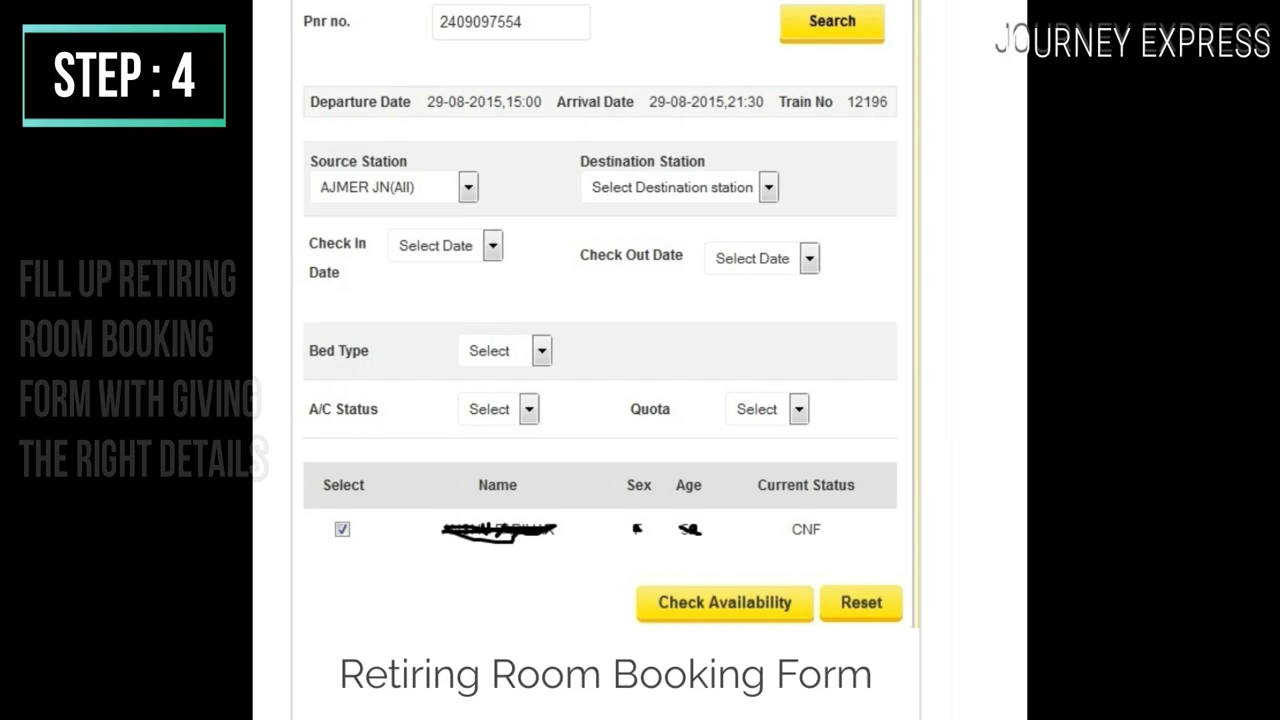 STEP : 4
JOURNEY EXPRESS
FILL UP RETIRING
ROOM BOOKING
FORM WITH GIVING
THE RIGHT DETAILS
Pnr no. 2409097554 Search
Departure Date 29-08-2015,15:00 Arrival Date 29-08-2015,21:30 Train No 12196
Source Station Destination Station
AJMER JN(All) Select Destination station
Check In Date Select Date Check Out Date Select Date
Bed Type Select
A/C Status Select Quota Select
Select Name Sex Age Current Status
CNF
Check Availability Reset
Retiring Room Booking Form